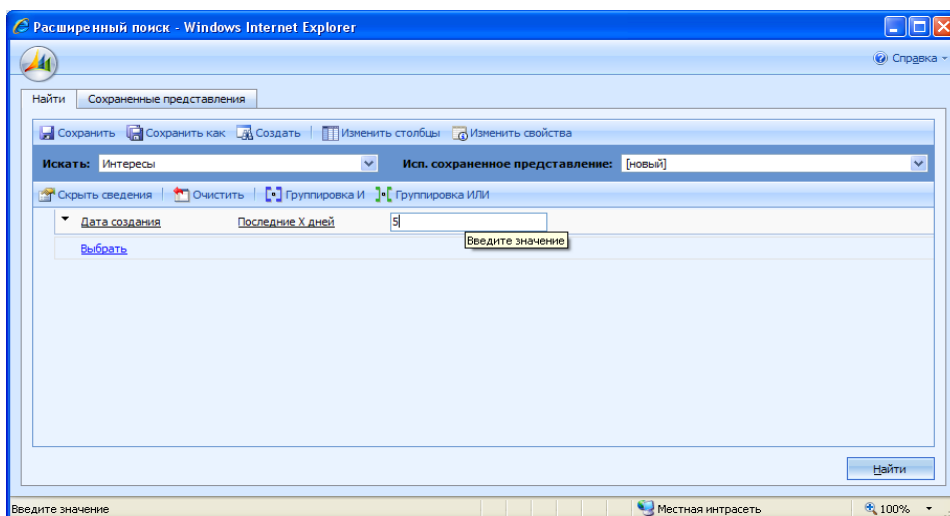 Расширенный поиск - Windows Internet Explorer
Справка
Найти Сохраненные представления
Сохранить Сохранить как Создать Изменить столбцы Изменить свойства
Искать: Интересы Исп. сохраненное представление: [новый]
Скрыть сведения Очистить Группировка И Группировка ИЛИ
Дата создания Последние X дней 5
Введите значение
Выбрать
Найти
Введите значение Местная интрасеть 100%